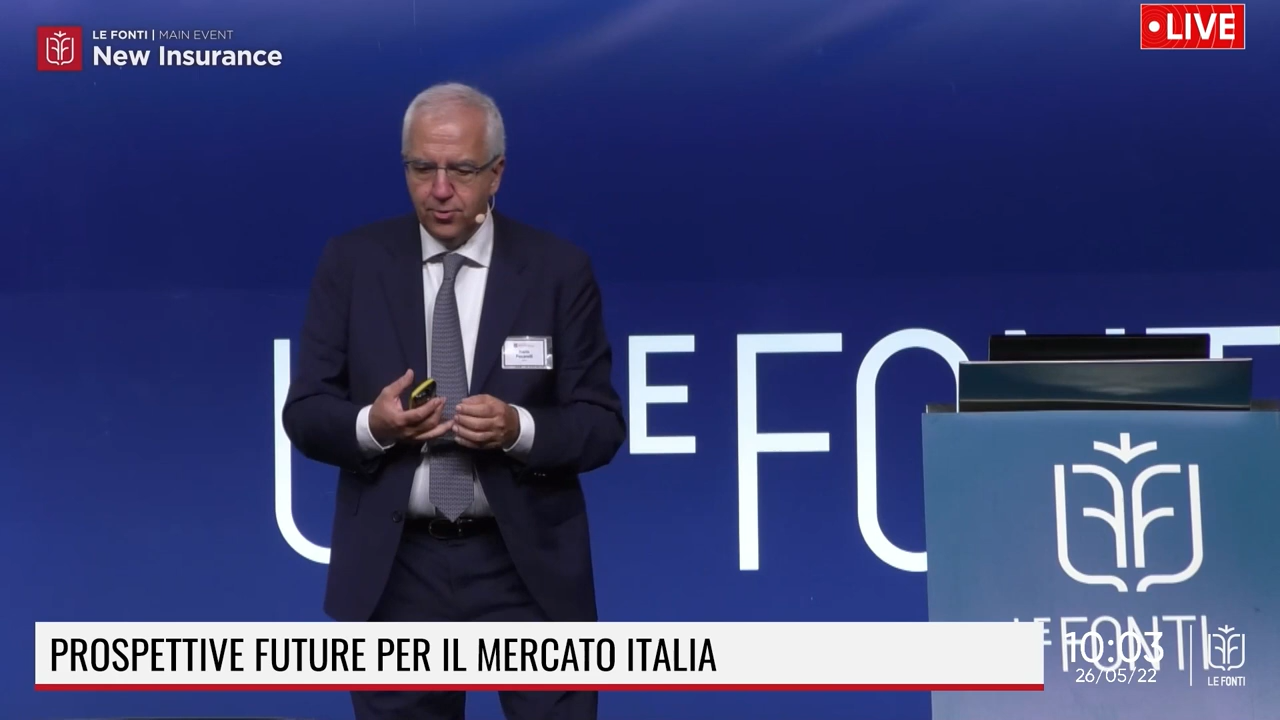 LE FONTI | MAIN EVENT
New Insurance
LIVE
LE FO
PROSPETTIVE FUTURE PER IL MERCATO ITALIA
LE FONTI
10:03
26/05/22
LE FONTI